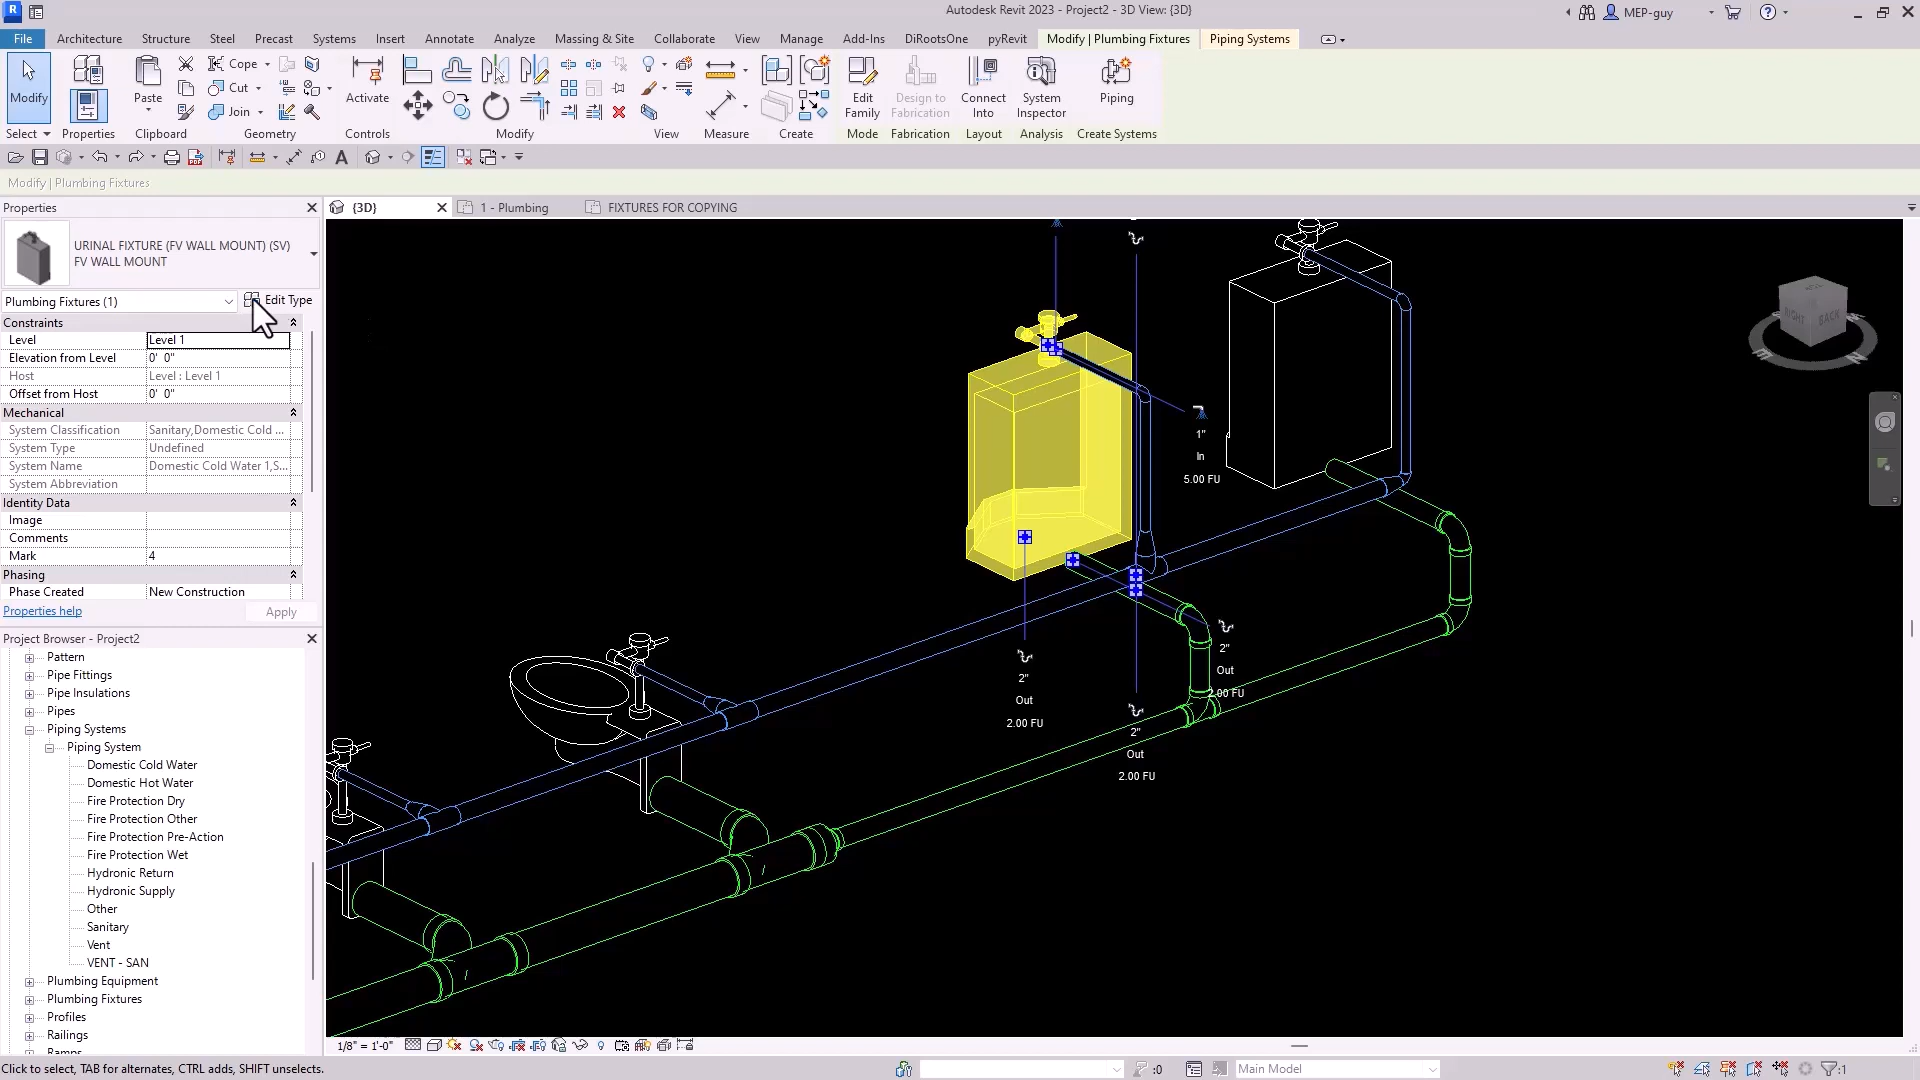 Autodesk Revit 2023 - Project2 - 3D View: {3D}
MEP-guy
File
Architecture
Structure
Steel
Precast
Systems
Insert
Annotate
Analyze
Massing & Site
Collaborate
View
Manage
Add-Ins
DiRootsOne
pyRevit
Modify | Plumbing Fixtures
Piping Systems
Modify
Paste
Cope
Cut
Join
Activate
Edit
Family
Design to
Fabrication
Connect
Into
System
Inspector
Piping
Select
Properties
Clipboard
Geometry
Controls
Modify
View
Measure
Create
Mode
Fabrication
Layout
Analysis
Create Systems
Modify | Plumbing Fixtures
Properties
{3D}
1 - Plumbing
FIXTURES FOR COPYING
URINAL FIXTURE (FV WALL MOUNT) (SV)
FV WALL MOUNT
Plumbing Fixtures (1)
Edit Type
Constraints
Level Level 1
Elevation from Level 0' 0"
Host Level : Level 1
Offset from Host 0' 0"
Mechanical
System Classification Sanitary,Domestic Cold ...
System Type Undefined
System Name Domestic Cold Water 1,S...
System Abbreviation
Identity Data
Image
Comments
Mark 4
Phasing
Phase Created New Construction
Properties help
Apply
Project Browser - Project2
Pattern
Pipe Fittings
Pipe Insulations
Pipes
Piping Systems
Piping System
Domestic Cold Water
Domestic Hot Water
Fire Protection Dry
Fire Protection Other
Fire Protection Pre-Action
Fire Protection Wet
Hydronic Return
Hydronic Supply
Other
Sanitary
Vent
VENT - SAN
Plumbing Equipment
Plumbing Fixtures
Profiles
Railings
Ramps
1"
In
5.00 FU
2"
Out
2.00 FU
2"
Out
2.00 FU
2"
Out
2.00 FU
RIGHT
BACK
1/8" = 1'-0"
Click to select, TAB for alternates, CTRL adds, SHIFT unselects.
:0
Main Model
:1